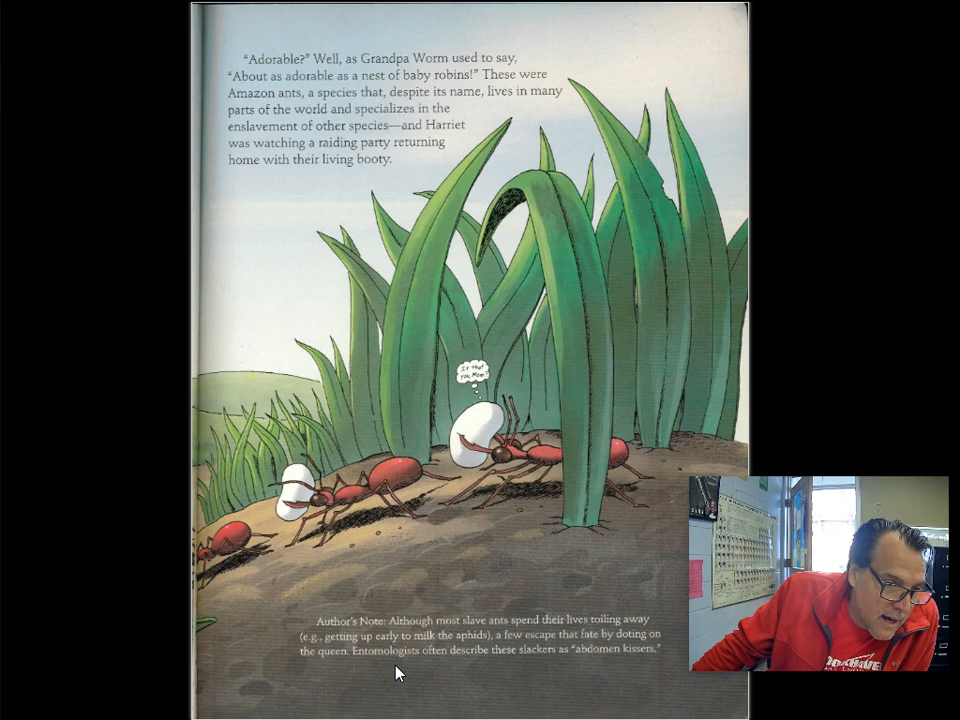 “Adorable?” Well, as Grandpa Worm used to say,
“About as adorable as a nest of baby robins!” These were
Amazon ants, a species that, despite its name, lives in many
parts of the world and specializes in the
enslavement of other species—and Harriet
was watching a raiding party returning
home with their living booty.
Is that
you, Mom?
Author’s Note: Although most slave ants spend their lives toiling away
(e.g., getting up early to milk the aphids), a few escape that fate by doting on
the queen. Entomologists often describe these slackers as “abdomen kissers.”